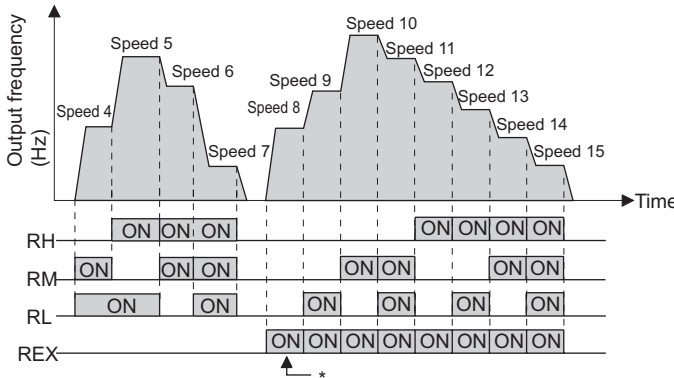 Output frequency
(Hz)
Speed 4
Speed 5
Speed 6
Speed 7
Speed 8
Speed 9
Speed 10
Speed 11
Speed 12
Speed 13
Speed 14
Speed 15
Time
RH ON ON ON ON ON ON ON
RM ON ON ON ON ON ON ON
RL ON ON ON ON ON ON
REX ON ON ON ON ON ON ON ON
*